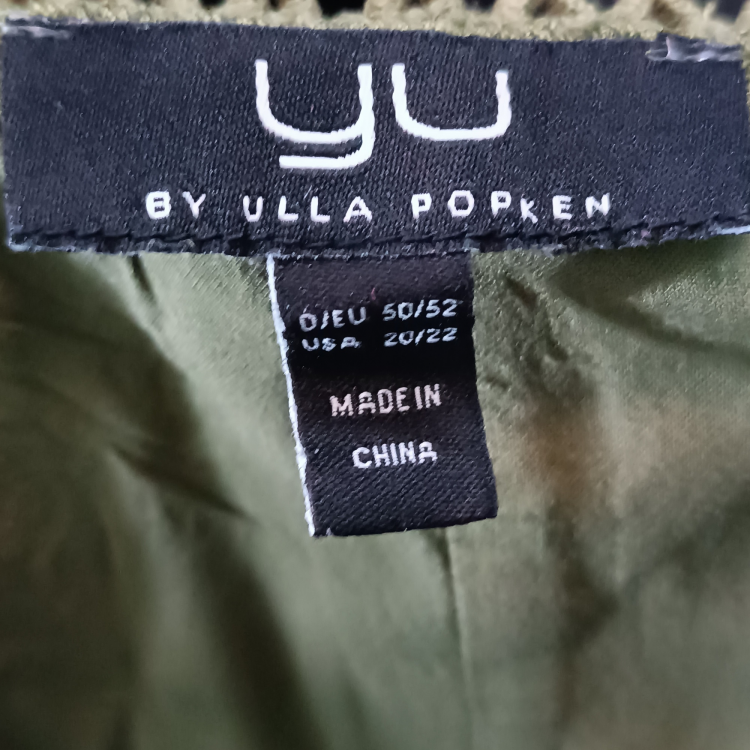 yu
BY ULLA POPKEN
D/EU 50/52
USA 20/22
MADE IN
CHINA